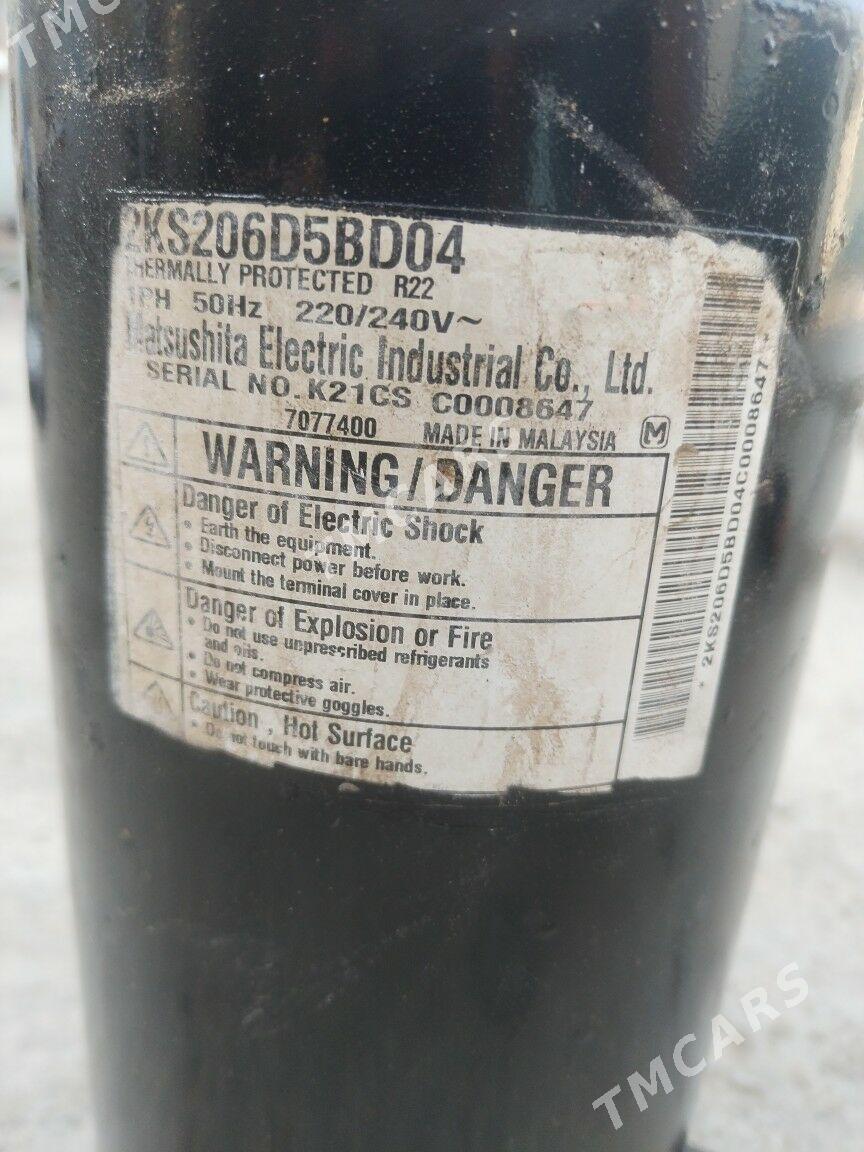 TMCARS
2KS206D5BD04
THERMALLY PROTECTED R22
1PH 50Hz 220/240V~
Matsushita Electric Industrial Co., Ltd.
SERIAL NO. K21CS C0008647
7077400 MADE IN MALAYSIA M
WARNING/DANGER
Danger of Electric Shock
• Earth the equipment.
• Disconnect power before work.
• Mount the terminal cover in place.
Danger of Explosion or Fire
• Do not use unprescribed refrigerants
and oils.
• Do not compress air.
• Wear protective goggles.
Caution , Hot Surface
• Do not touch with bare hands.
* 2KS206D5BD04C0008647 *
TMCARS
TMCARS